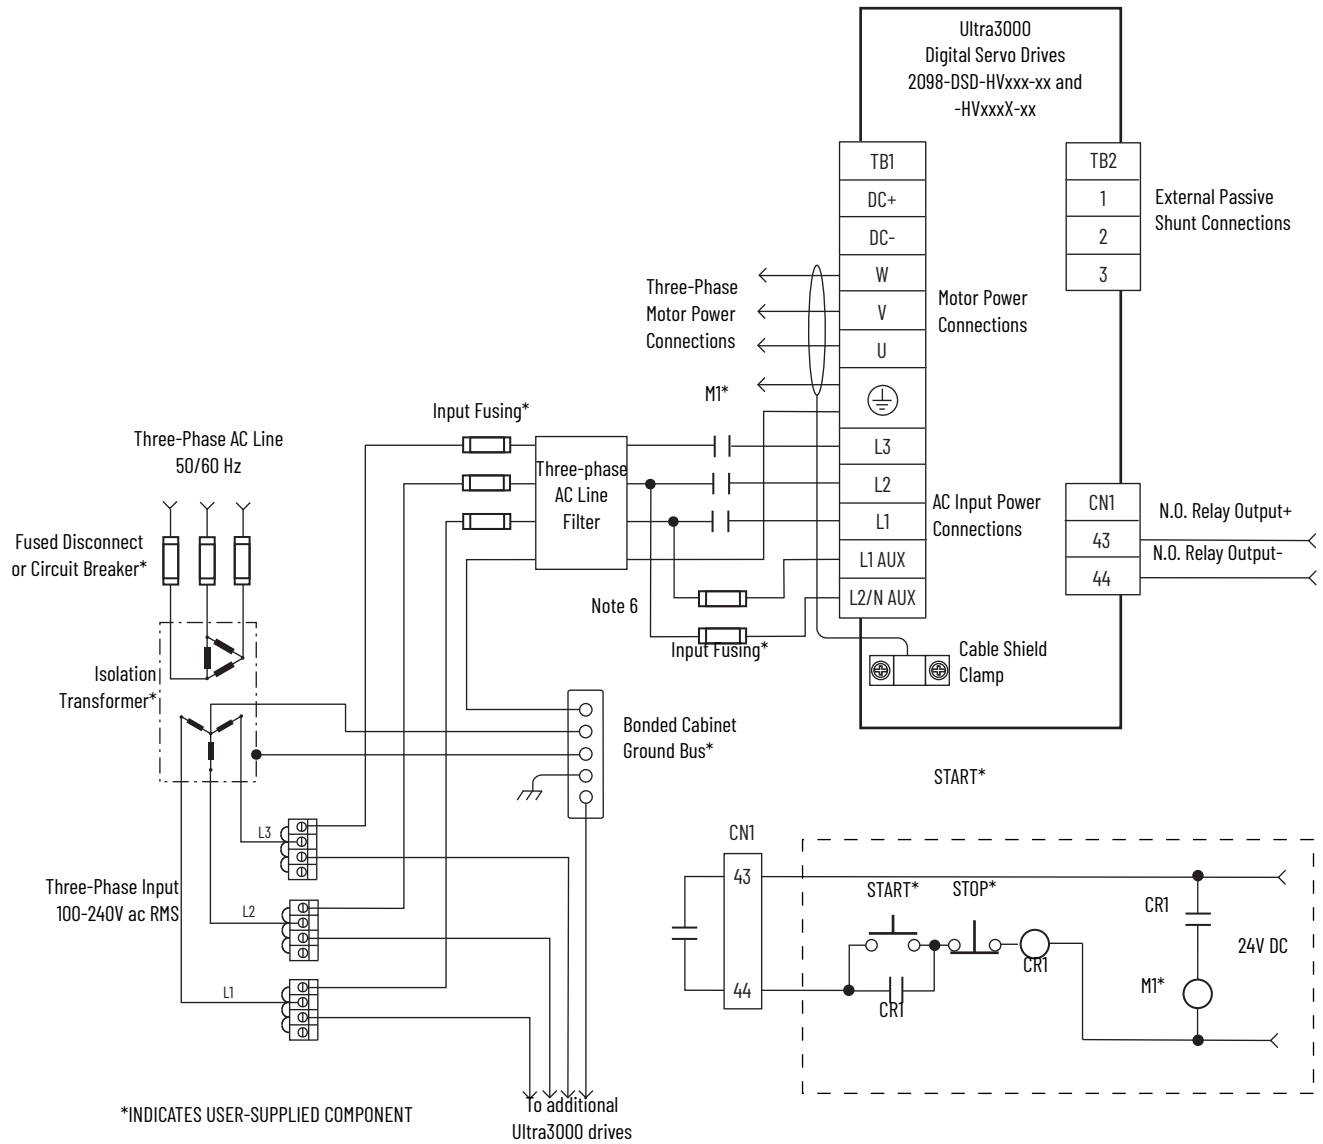 Ultra3000
Digital Servo Drives
2098-DSD-HVxxx-xx and
-HVxxxX-xx
TB1
DC+
DC-
W
V
U
L3
L2
L1
L1 AUX
L2/N AUX
TB2
1
2
3
External Passive
Shunt Connections
Three-Phase
Motor Power
Connections
Motor Power
Connections
M1*
Input Fusing*
Three-Phase AC Line
50/60 Hz
Three-phase
AC Line
Filter
AC Input Power
Connections
CN1
43
44
N.O. Relay Output+
N.O. Relay Output-
Fused Disconnect
or Circuit Breaker*
Note 6
Input Fusing*
Cable Shield
Clamp
Isolation
Transformer*
Bonded Cabinet
Ground Bus*
START*
L3
CN1
43
START*
STOP*
CR1
Three-Phase Input
100-240V ac RMS
L2
24V DC
CR1
M1*
44
CR1
L1
*INDICATES USER-SUPPLIED COMPONENT
To additional
Ultra3000 drives